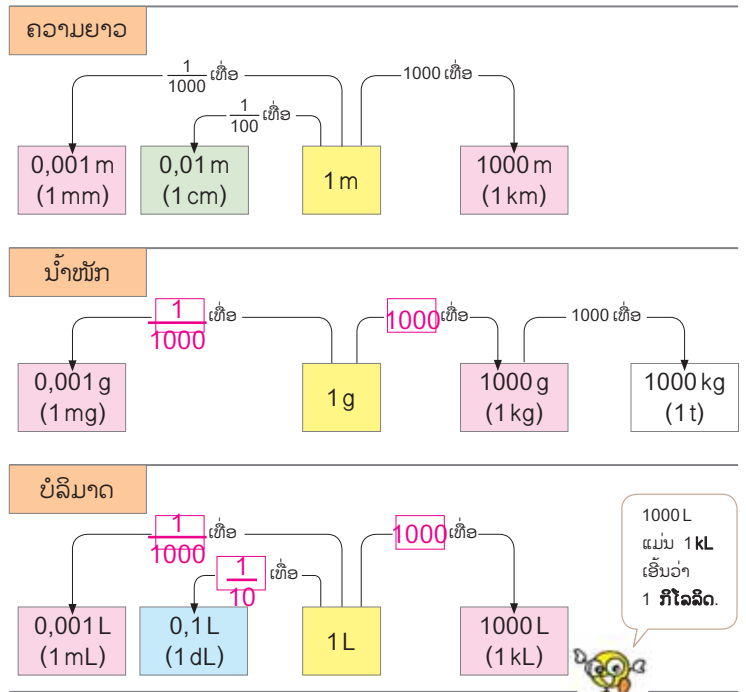 ຄວາມຍາວ
1/1000 ເທື່ອ
1000 ເທື່ອ
1/100 ເທື່ອ
0,001 m
(1 mm)
0,01 m
(1 cm)
1 m
1000 m
(1 km)
ນ້ຳໜັກ
1/1000 ເທື່ອ
1000 ເທື່ອ
1000 ເທື່ອ
0,001 g
(1 mg)
1 g
1000 g
(1 kg)
1000 kg
(1 t)
ບໍລິມາດ
1/1000 ເທື່ອ
1000 ເທື່ອ
1/10 ເທື່ອ
0,001 L
(1 mL)
0,1 L
(1 dL)
1 L
1000 L
(1 kL)
1000 L
ແມ່ນ 1 kL
ເອີ້ນວ່າ
1 ກິໂລລິດ.